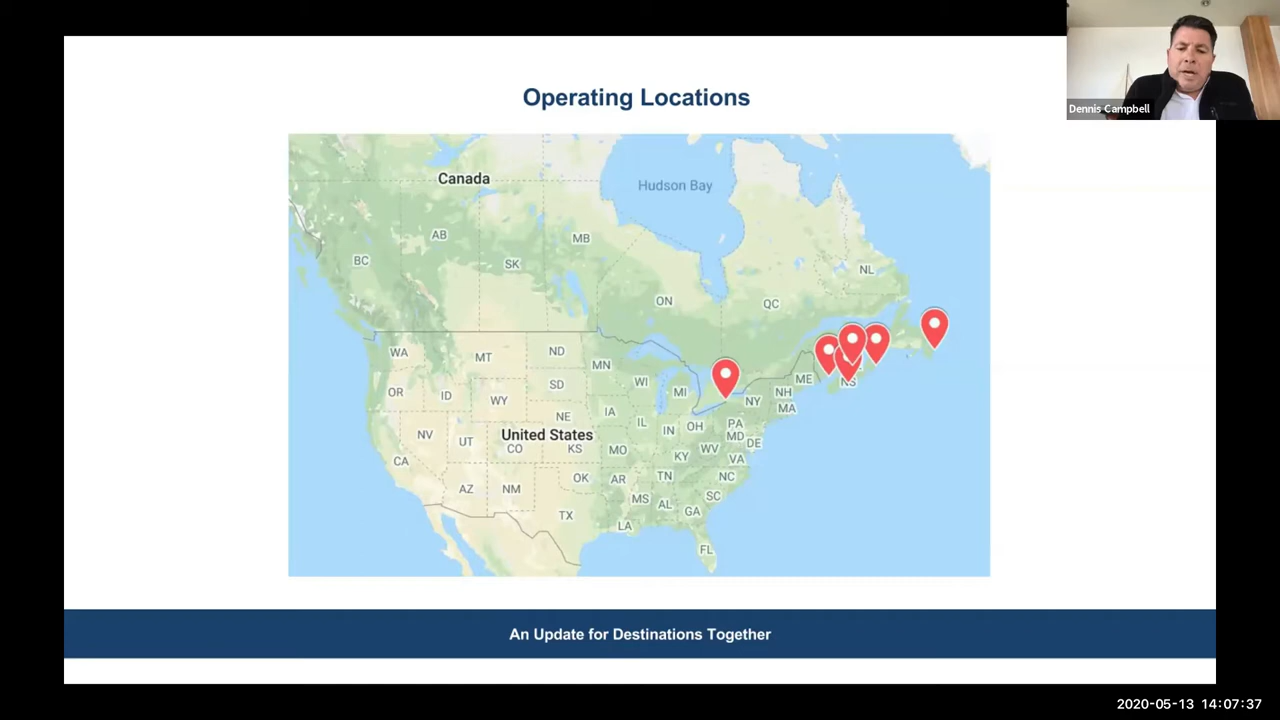 Operating Locations
Dennis Campbell
Canada
Hudson Bay
AB
MB
BC
SK
NL
ON
QC
WA
MT
ND
MN
ME
NS
OR
ID
SD
WI
MI
NH
WY
NY
MA
NE
IA
IL
IN
OH
PA
NV
UT
United States
CO
KS
MO
KY
WV
MD
DE
VA
CA
AZ
NM
OK
AR
TN
NC
SC
TX
MS
AL
GA
LA
FL
An Update for Destinations Together
2020-05-13 14:07:37